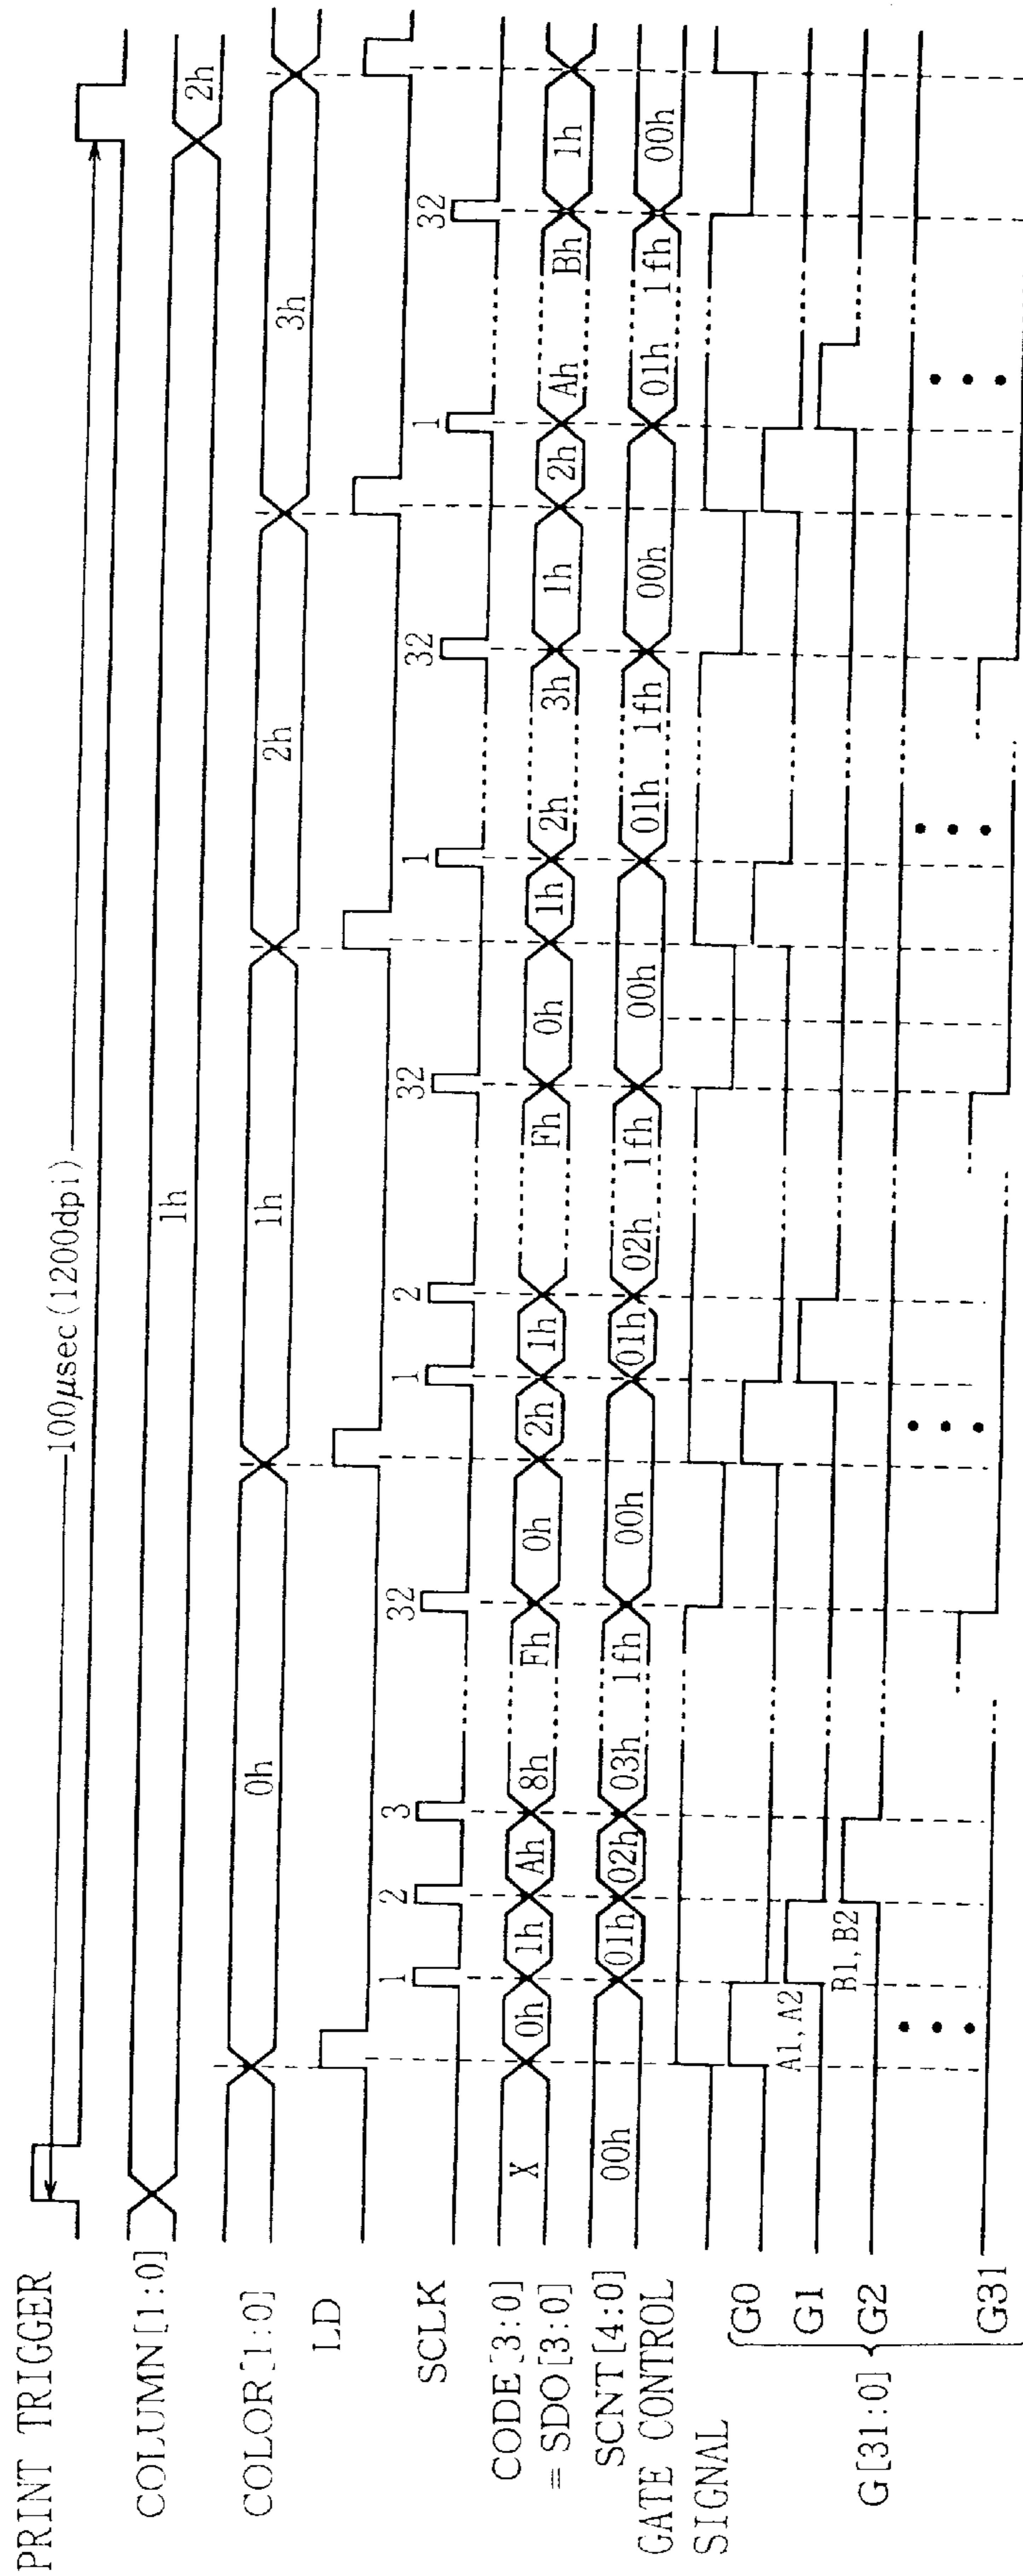 PRINT TRIGGER
100μsec(1200dpi)
COLUMN[1:0]
1h 2h
COLOR[1:0]
0h 1h 2h 3h
LD
SCLK
1 2 3 32 1 2 32 1 32 1 32
CODE[3:0]
=SDO[3:0]
X 0h 1h Ah 8h Fh 0h 2h 1h Fh 0h 1h 2h 3h 1h 2h Ah Bh 1h
SCNT[4:0]
00h 01h 02h 03h 1fh 00h 01h 02h 1fh 00h 01h 1fh 00h 01h 1fh 00h
GATE CONTROL
SIGNAL
G[31:0]
G0
A1,A2
G1
B1,B2
G2
G31